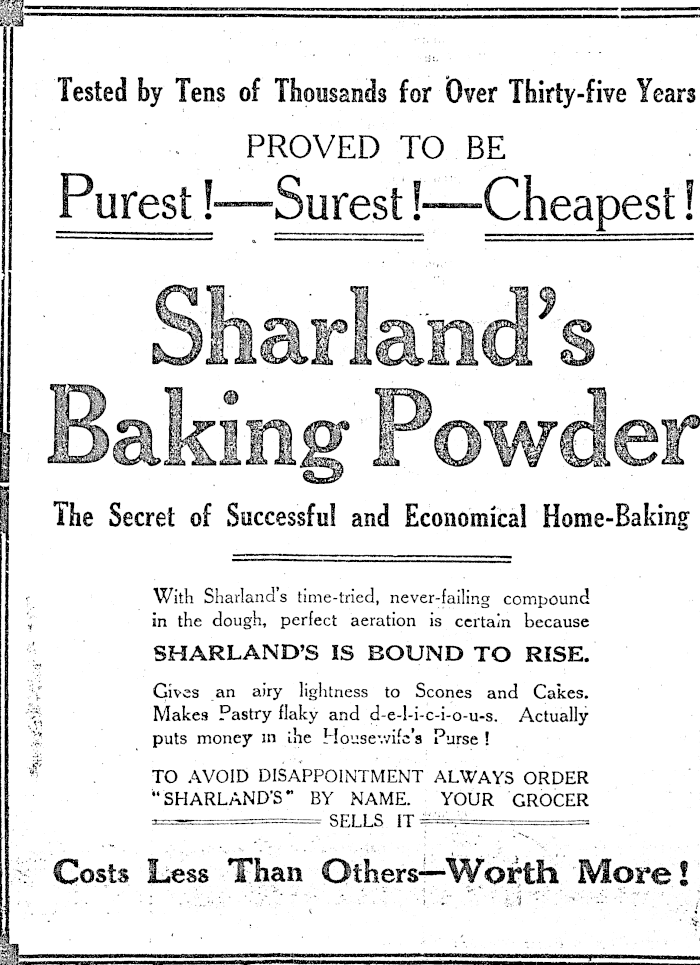 Tested by Tens of Thousands for Over Thirty-five Years
PROVED TO BE
Purest!—Surest!—Cheapest!
Sharland's
Baking Powder
The Secret of Successful and Economical Home-Baking
With Sharland's time-tried, never-failing compound
in the dough, perfect aeration is certain because
SHARLAND'S IS BOUND TO RISE.
Gives an airy lightness to Scones and Cakes.
Makes Pastry flaky and d-e-l-i-c-i-o-u-s. Actually
puts money in the Housewife's Purse!
TO AVOID DISAPPOINTMENT ALWAYS ORDER
"SHARLAND'S" BY NAME. YOUR GROCER
SELLS IT
Costs Less Than Others—Worth More!